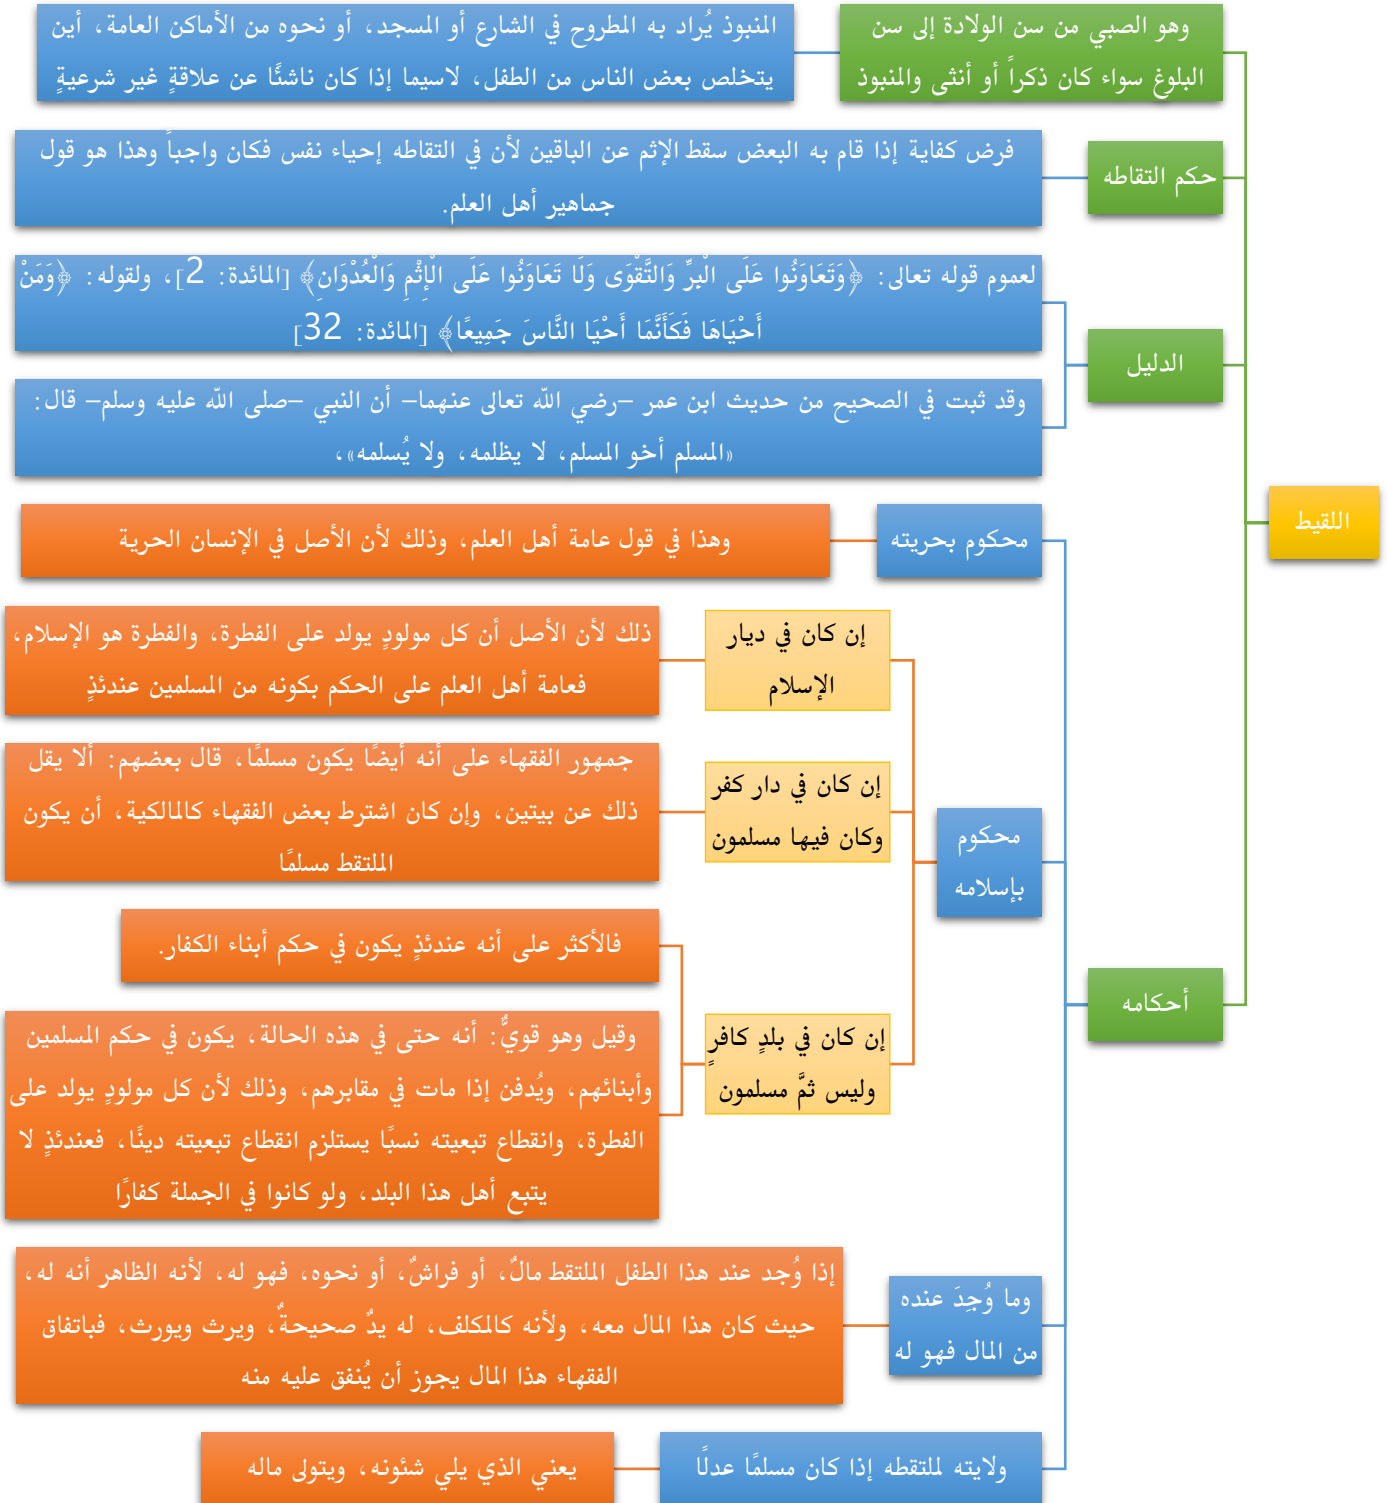 اللقيط
وهو الصبي من سن الولادة إلى سن
البلوغ سواء كان ذكراً أو أنثى والمنبوذ
المنبوذ يُراد به المطروح في الشارع أو المسجد، أو نحوه من الأماكن العامة، أين
يتخلص بعض الناس من الطفل، لاسيما إذا كان ناشئًا عن علاقةٍ غير شرعيةٍ
حكم التقاطه
فرض كفاية إذا قام به البعض سقط الإثم عن الباقين لأن في التقاطه إحياء نفس فكان واجباً وهذا هو قول
جماهير أهل العلم.
الدليل
لعموم قوله تعالى: ﴿وَتَعَاوَنُوا عَلَى الْبِرِّ وَالتَّقْوَى وَلَا تَعَاوَنُوا عَلَى الْإِثْمِ وَالْعُدْوَانِ﴾ [المائدة: 2]، ولقوله: ﴿وَمَنْ
أَحْيَاهَا فَكَأَنَّمَا أَحْيَا النَّاسَ جَمِيعًا﴾ [المائدة: 32]
وقد ثبت في الصحيح من حديث ابن عمر –رضي الله تعالى عنهما– أن النبي –صلى الله عليه وسلم– قال:
«المسلم أخو المسلم، لا يظلمه، ولا يُسلمه»،
أحكامه
محكوم بحريته
وهذا في قول عامة أهل العلم، وذلك لأن الأصل في الإنسان الحرية
محكوم
بإسلامه
إن كان في ديار
الإسلام
ذلك لأن الأصل أن كل مولودٍ يولد على الفطرة، والفطرة هو الإسلام،
فعامة أهل العلم على الحكم بكونه من المسلمين عندئذٍ
إن كان في دار كفر
وكان فيها مسلمون
جمهور الفقهاء على أنه أيضًا يكون مسلمًا، قال بعضهم: ألا يقل
ذلك عن بيتين، وإن كان اشترط بعض الفقهاء كالمالكية، أن يكون
الملتقط مسلمًا
إن كان في بلدٍ كافرٍ
وليس ثمَّ مسلمون
فالأكثر على أنه عندئذٍ يكون في حكم أبناء الكفار.
وقيل وهو قويٌّ: أنه حتى في هذه الحالة، يكون في حكم المسلمين
وأبنائهم، ويُدفن إذا مات في مقابرهم، وذلك لأن كل مولودٍ يولد على
الفطرة، وانقطاع تبعيته نسبًا يستلزم انقطاع تبعيته دينًا، فعندئذٍ لا
يتبع أهل هذا البلد، ولو كانوا في الجملة كفارًا
وما وُجِدَ عنده
من المال فهو له
إذا وُجد عند هذا الطفل الملتقط مالٌ، أو فراشٌ، أو نحوه، فهو له، لأنه الظاهر أنه له،
حيث كان هذا المال معه، ولأنه كالمكلف، له يدٌ صحيحةٌ، ويرث ويورث، فباتفاق
الفقهاء هذا المال يجوز أن يُنفق عليه منه
ولايته لملتقطه إذا كان مسلمًا عدلًا
يعني الذي يلي شئونه، ويتولى ماله